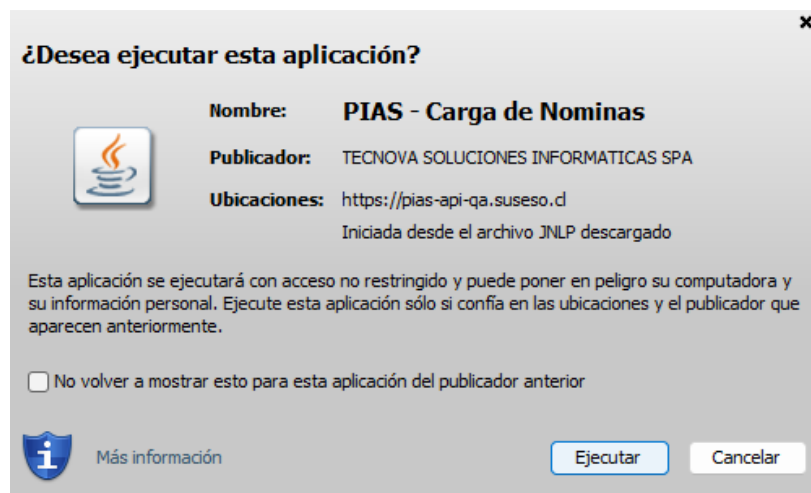 ¿Desea ejecutar esta aplicación?
Nombre: PIAS - Carga de Nominas
Publicador: TECNOVA SOLUCIONES INFORMATICAS SPA
Ubicaciones: https://pias-api-qa.suseso.cl
Iniciada desde el archivo JNLP descargado
Esta aplicación se ejecutará con acceso no restringido y puede poner en peligro su computadora y
su información personal. Ejecute esta aplicación sólo si confía en las ubicaciones y el publicador que
aparecen anteriormente.
No volver a mostrar esto para esta aplicación del publicador anterior
Más información
Ejecutar
Cancelar